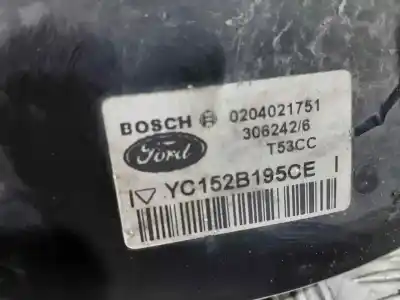 BOSCH 0204021751
306242/6
Ford T53CC
YC152B195CE